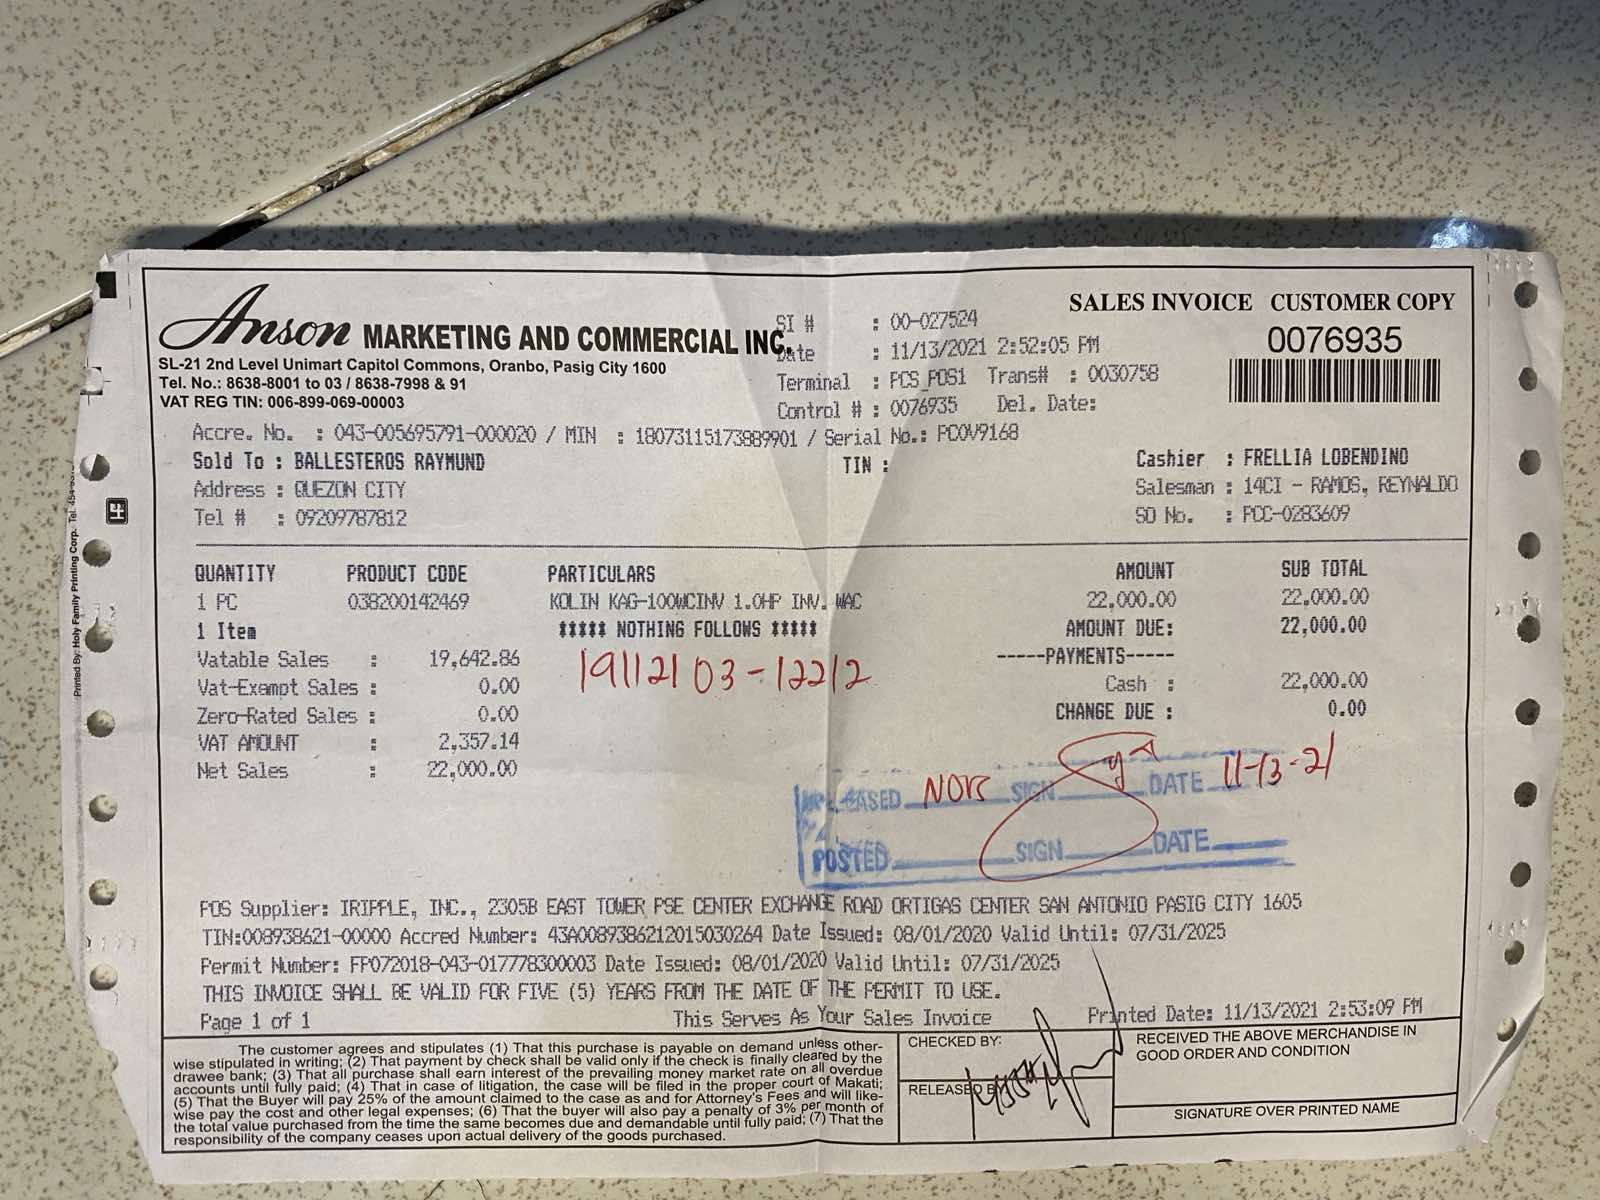 Anson MARKETING AND COMMERCIAL INC.
SL-21 2nd Level Unimart Capitol Commons, Oranbo, Pasig City 1600
Tel. No.: 8638-8001 to 03 / 8638-7998 & 91
VAT REG TIN: 006-899-069-00003
SI # : 00-027524
Date : 11/13/2021 2:52:05 PM
Terminal : PCS_POS1 Trans# : 0030758
Control # : 0076935 Del. Date:
SALES INVOICE CUSTOMER COPY
0076935
Accre. No. : 043-005695791-000020 / MIN : 18073115173889901 / Serial No.: PCOV9168
Sold To : BALLESTEROS RAYMUND TIN : Cashier : FRELLIA LOBENDINO
Address : QUEZON CITY Salesman : 14CI - RAMOS, REYNALDO
Tel # : 09209787812 SO No. : PCC-0283609
QUANTITY PRODUCT CODE PARTICULARS AMOUNT SUB TOTAL
1 PC 038200142469 KOLIN KAG-100WCINV 1.0HP INV. WAC 22,000.00 22,000.00
1 Item ***** NOTHING FOLLOWS ***** AMOUNT DUE: 22,000.00
Vatable Sales : 19,642.86 -----PAYMENTS-----
19112103-12212
Vat-Exempt Sales : 0.00 Cash : 22,000.00
Zero-Rated Sales : 0.00 CHANGE DUE : 0.00
VAT AMOUNT : 2,357.14
Net Sales : 22,000.00
SIGN DATE 11-13-21
POSTED SIGN DATE
POS Supplier: IRIPPLE, INC., 2305B EAST TOWER PSE CENTER EXCHANGE ROAD ORTIGAS CENTER SAN ANTONIO PASIG CITY 1605
TIN:008938621-00000 Accred Number: 43A0089386212015030264 Date Issued: 08/01/2020 Valid Until: 07/31/2025
Permit Number: FP072018-043-017778300003 Date Issued: 08/01/2020 Valid Until: 07/31/2025
THIS INVOICE SHALL BE VALID FOR FIVE (5) YEARS FROM THE DATE OF THE PERMIT TO USE.
Page 1 of 1 This Serves As Your Sales Invoice Printed Date: 11/13/2021 2:53:09 PM
The customer agrees and stipulates (1) That this purchase is payable on demand unless other-
wise stipulated in writing; (2) That payment by check shall be valid only if the check is finally cleared by the
drawee bank; (3) That all purchase shall earn interest of the prevailing money market rate on all overdue
accounts until fully paid; (4) That in case of litigation, the case will be filed in the proper court of Makati;
(5) That the Buyer will pay 25% of the amount claimed to the case as and for Attorney's Fees and will like-
wise pay the cost and other legal expenses; (6) That the buyer will also pay a penalty of 3% per month of
the total value purchased from the time the same becomes due and demandable until fully paid; (7) That the
responsibility of the company ceases upon actual delivery of the goods purchased.
CHECKED BY:
RELEASED BY
RECEIVED THE ABOVE MERCHANDISE IN
GOOD ORDER AND CONDITION
SIGNATURE OVER PRINTED NAME
Printed By: Holy Family Printing Corp. Tel.